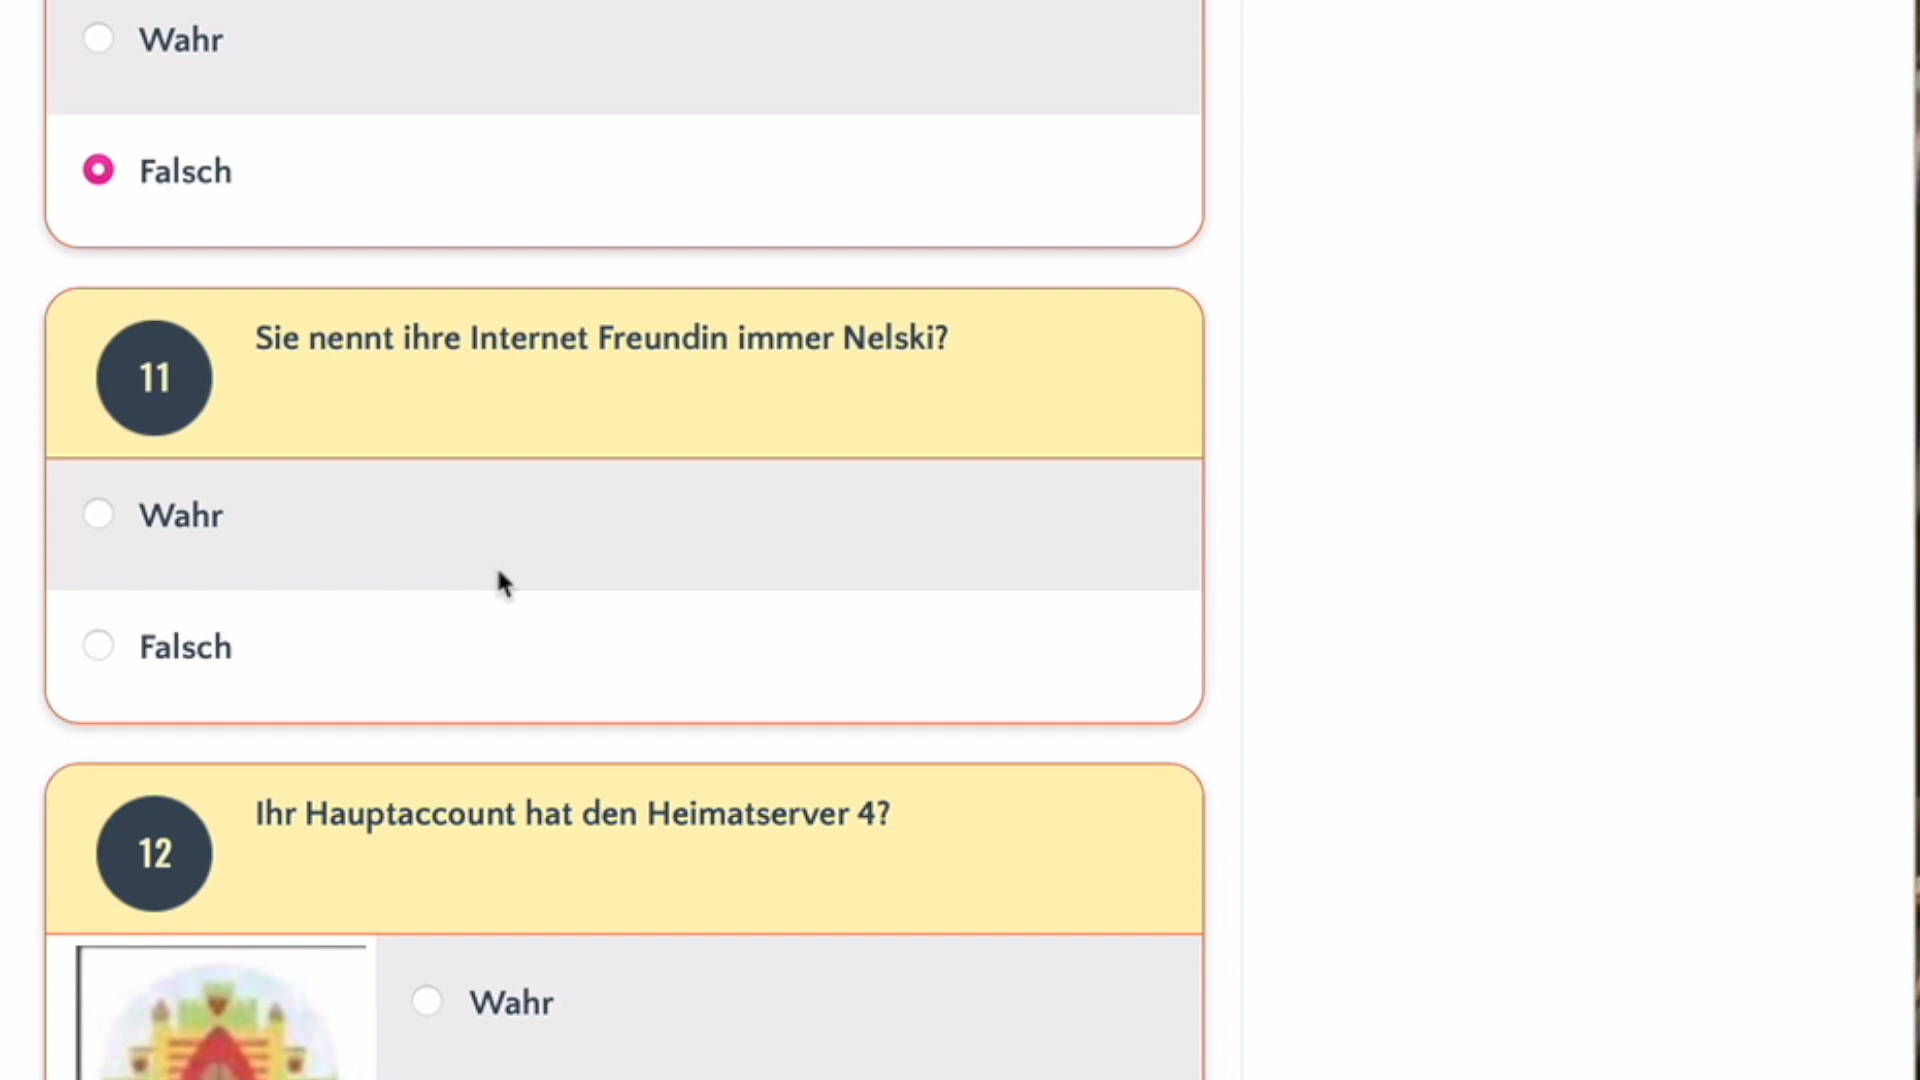 Wahr
Falsch
11
Sie nennt ihre Internet Freundin immer Nelski?
Wahr
Falsch
12
Ihr Hauptaccount hat den Heimatserver 4?
Wahr